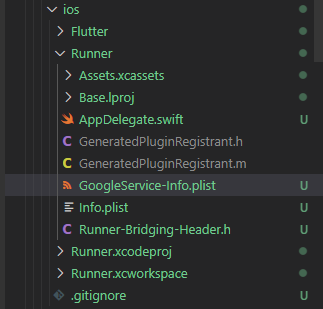 ios
Flutter
Runner
Assets.xcassets
Base.lproj
AppDelegate.swift U
C GeneratedPluginRegistrant.h
C GeneratedPluginRegistrant.m
GoogleService-Info.plist U
Info.plist U
C Runner-Bridging-Header.h U
Runner.xcodeproj
Runner.xcworkspace
.gitignore U